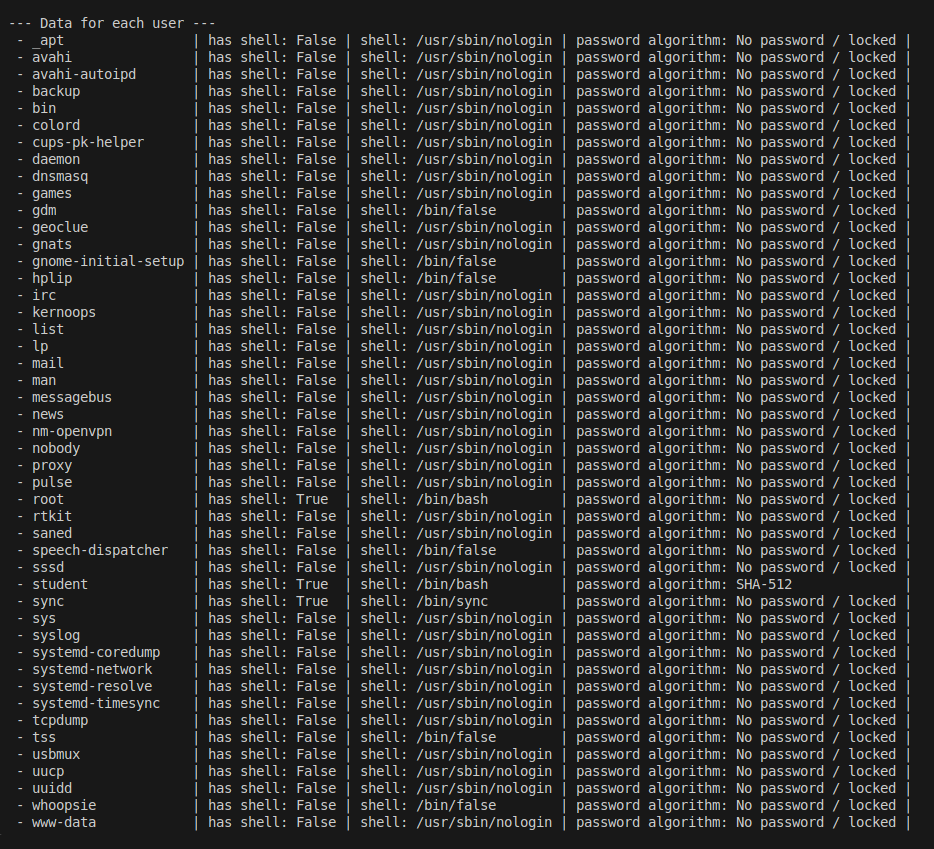 --- Data for each user ---
 - _apt                | has shell: False | shell: /usr/sbin/nologin | password algorithm: No password / locked |
 - avahi               | has shell: False | shell: /usr/sbin/nologin | password algorithm: No password / locked |
 - avahi-autoipd       | has shell: False | shell: /usr/sbin/nologin | password algorithm: No password / locked |
 - backup              | has shell: False | shell: /usr/sbin/nologin | password algorithm: No password / locked |
 - bin                 | has shell: False | shell: /usr/sbin/nologin | password algorithm: No password / locked |
 - colord              | has shell: False | shell: /usr/sbin/nologin | password algorithm: No password / locked |
 - cups-pk-helper      | has shell: False | shell: /usr/sbin/nologin | password algorithm: No password / locked |
 - daemon              | has shell: False | shell: /usr/sbin/nologin | password algorithm: No password / locked |
 - dnsmasq             | has shell: False | shell: /usr/sbin/nologin | password algorithm: No password / locked |
 - games               | has shell: False | shell: /usr/sbin/nologin | password algorithm: No password / locked |
 - gdm                 | has shell: False | shell: /bin/false        | password algorithm: No password / locked |
 - geoclue             | has shell: False | shell: /usr/sbin/nologin | password algorithm: No password / locked |
 - gnats               | has shell: False | shell: /usr/sbin/nologin | password algorithm: No password / locked |
 - gnome-initial-setup | has shell: False | shell: /bin/false        | password algorithm: No password / locked |
 - hplip               | has shell: False | shell: /bin/false        | password algorithm: No password / locked |
 - irc                 | has shell: False | shell: /usr/sbin/nologin | password algorithm: No password / locked |
 - kernoops            | has shell: False | shell: /usr/sbin/nologin | password algorithm: No password / locked |
 - list                | has shell: False | shell: /usr/sbin/nologin | password algorithm: No password / locked |
 - lp                  | has shell: False | shell: /usr/sbin/nologin | password algorithm: No password / locked |
 - mail                | has shell: False | shell: /usr/sbin/nologin | password algorithm: No password / locked |
 - man                 | has shell: False | shell: /usr/sbin/nologin | password algorithm: No password / locked |
 - messagebus          | has shell: False | shell: /usr/sbin/nologin | password algorithm: No password / locked |
 - news                | has shell: False | shell: /usr/sbin/nologin | password algorithm: No password / locked |
 - nm-openvpn          | has shell: False | shell: /usr/sbin/nologin | password algorithm: No password / locked |
 - nobody              | has shell: False | shell: /usr/sbin/nologin | password algorithm: No password / locked |
 - proxy               | has shell: False | shell: /usr/sbin/nologin | password algorithm: No password / locked |
 - pulse               | has shell: False | shell: /usr/sbin/nologin | password algorithm: No password / locked |
 - root                | has shell: True  | shell: /bin/bash         | password algorithm: No password / locked |
 - rtkit               | has shell: False | shell: /usr/sbin/nologin | password algorithm: No password / locked |
 - saned               | has shell: False | shell: /usr/sbin/nologin | password algorithm: No password / locked |
 - speech-dispatcher   | has shell: False | shell: /bin/false        | password algorithm: No password / locked |
 - sssd                | has shell: False | shell: /usr/sbin/nologin | password algorithm: No password / locked |
 - student             | has shell: True  | shell: /bin/bash         | password algorithm: SHA-512              |
 - sync                | has shell: True  | shell: /bin/sync         | password algorithm: No password / locked |
 - sys                 | has shell: False | shell: /usr/sbin/nologin | password algorithm: No password / locked |
 - syslog              | has shell: False | shell: /usr/sbin/nologin | password algorithm: No password / locked |
 - systemd-coredump    | has shell: False | shell: /usr/sbin/nologin | password algorithm: No password / locked |
 - systemd-network     | has shell: False | shell: /usr/sbin/nologin | password algorithm: No password / locked |
 - systemd-resolve     | has shell: False | shell: /usr/sbin/nologin | password algorithm: No password / locked |
 - systemd-timesync    | has shell: False | shell: /usr/sbin/nologin | password algorithm: No password / locked |
 - tcpdump             | has shell: False | shell: /usr/sbin/nologin | password algorithm: No password / locked |
 - tss                 | has shell: False | shell: /bin/false        | password algorithm: No password / locked |
 - usbmux              | has shell: False | shell: /usr/sbin/nologin | password algorithm: No password / locked |
 - uucp                | has shell: False | shell: /usr/sbin/nologin | password algorithm: No password / locked |
 - uuidd               | has shell: False | shell: /usr/sbin/nologin | password algorithm: No password / locked |
 - whoopsie            | has shell: False | shell: /bin/false        | password algorithm: No password / locked |
 - www-data            | has shell: False | shell: /usr/sbin/nologin | password algorithm: No password / locked |